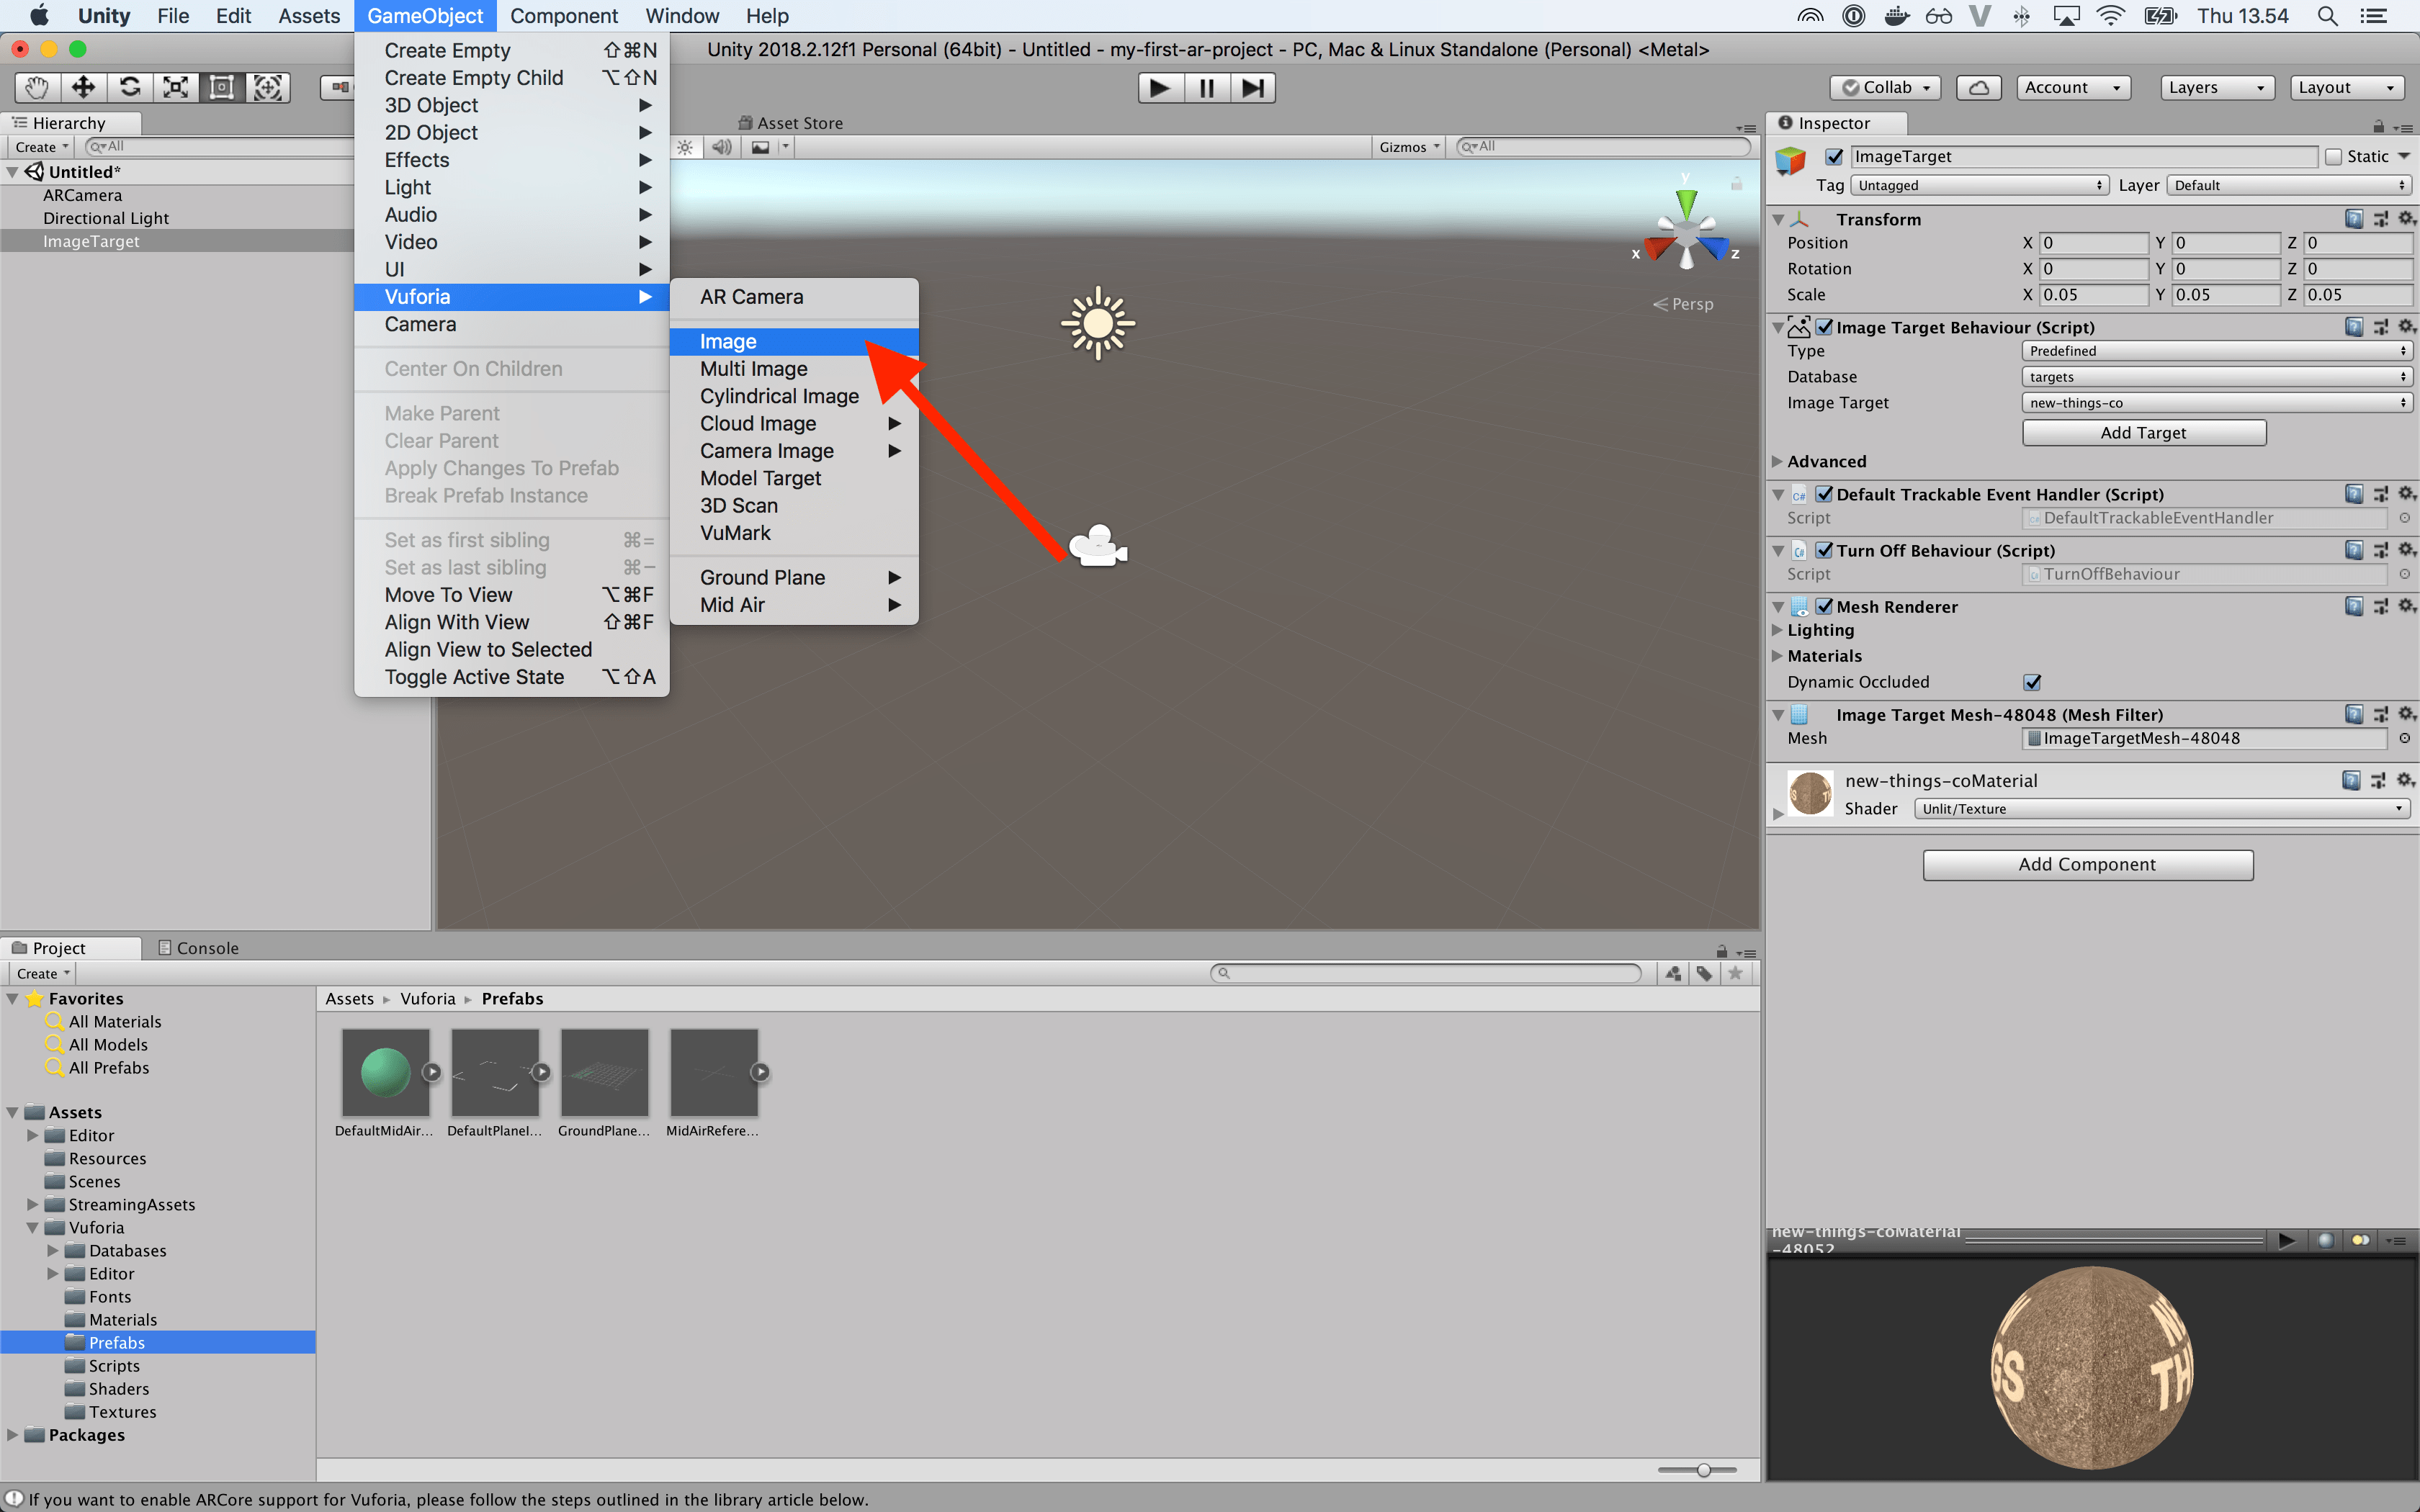 Unity File Edit Assets GameObject Component Window Help Thu 13.54
Unity 2018.2.12f1 Personal (64bit) - Untitled - my-first-ar-project - PC, Mac & Linux Standalone (Personal) <Metal>
Collab Account Layers Layout
Hierarchy
Create All
Untitled*
ARCamera
Directional Light
ImageTarget
Create Empty ⇧⌘N
Create Empty Child ⌥⇧N
3D Object
2D Object
Effects
Light
Audio
Video
UI
Vuforia
Camera
Center On Children
Make Parent
Clear Parent
Apply Changes To Prefab
Break Prefab Instance
Set as first sibling ⌘=
Set as last sibling ⌘-
Move To View ⌥⌘F
Align With View ⇧⌘F
Align View to Selected
Toggle Active State ⌥⇧A
AR Camera
Image
Multi Image
Cylindrical Image
Cloud Image
Camera Image
Model Target
3D Scan
VuMark
Ground Plane
Mid Air
Asset Store
Gizmos All
y
x z
Persp
Inspector
ImageTarget Static
Tag Untagged Layer Default
Transform
Position X 0 Y 0 Z 0
Rotation X 0 Y 0 Z 0
Scale X 0.05 Y 0.05 Z 0.05
Image Target Behaviour (Script)
Type Predefined
Database targets
Image Target new-things-co
Add Target
Advanced
C# Default Trackable Event Handler (Script)
Script DefaultTrackableEventHandler
C# Turn Off Behaviour (Script)
Script TurnOffBehaviour
Mesh Renderer
Lighting
Materials
Dynamic Occluded
Image Target Mesh-48048 (Mesh Filter)
Mesh ImageTargetMesh-48048
new-things-coMaterial
Shader Unlit/Texture
Add Component
new-things-coMaterial
-48052
GS TH
Project Console
Create
Favorites
All Materials
All Models
All Prefabs
Assets
Editor
Resources
Scenes
StreamingAssets
Vuforia
Databases
Editor
Fonts
Materials
Prefabs
Scripts
Shaders
Textures
Packages
Assets Vuforia Prefabs
DefaultMidAir... DefaultPlaneI... GroundPlane... MidAirRefere...
If you want to enable ARCore support for Vuforia, please follow the steps outlined in the library article below.